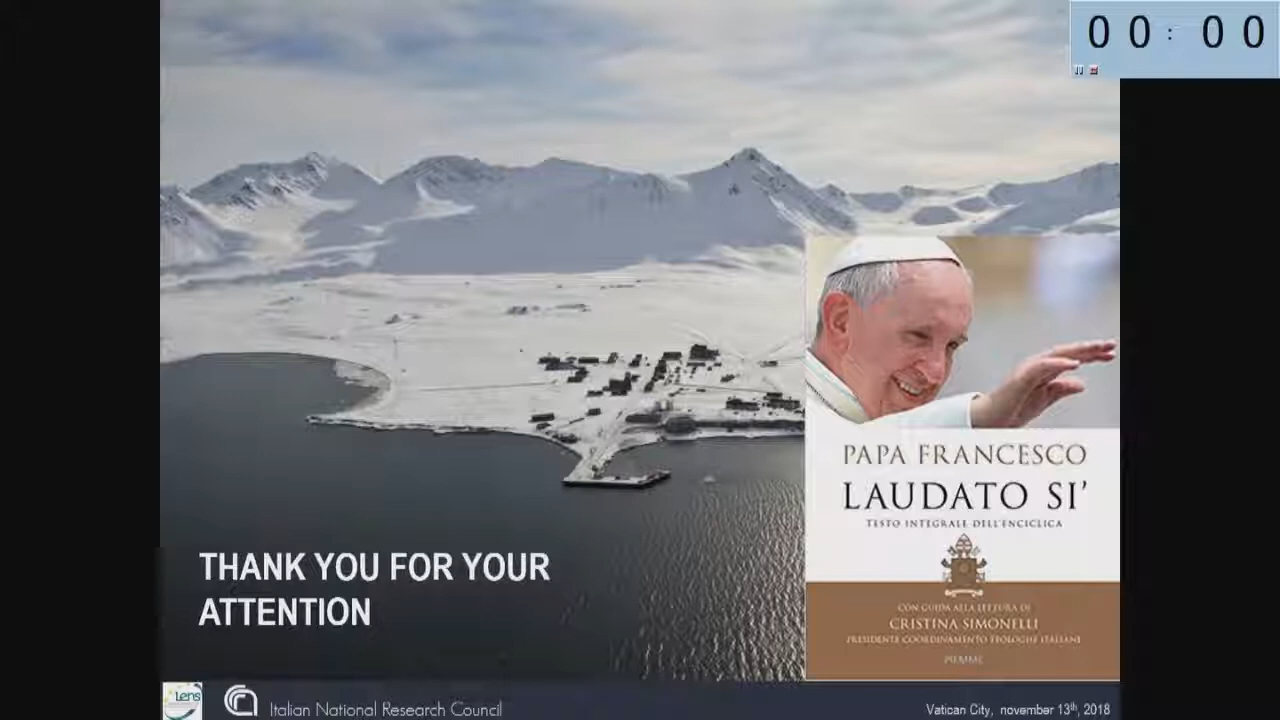 00:00
PAPA FRANCESCO
LAUDATO SI'
TESTO INTEGRALE DELL'ENCICLICA
CON GUIDA ALLA LETTURA DI
CRISTINA SIMONELLI
PRESIDENTE COORDINAMENTO TEOLOGHE ITALIANE
PIEMME
THANK YOU FOR YOUR
ATTENTION
Lens
Italian National Research Council
Vatican City, november 13th, 2018